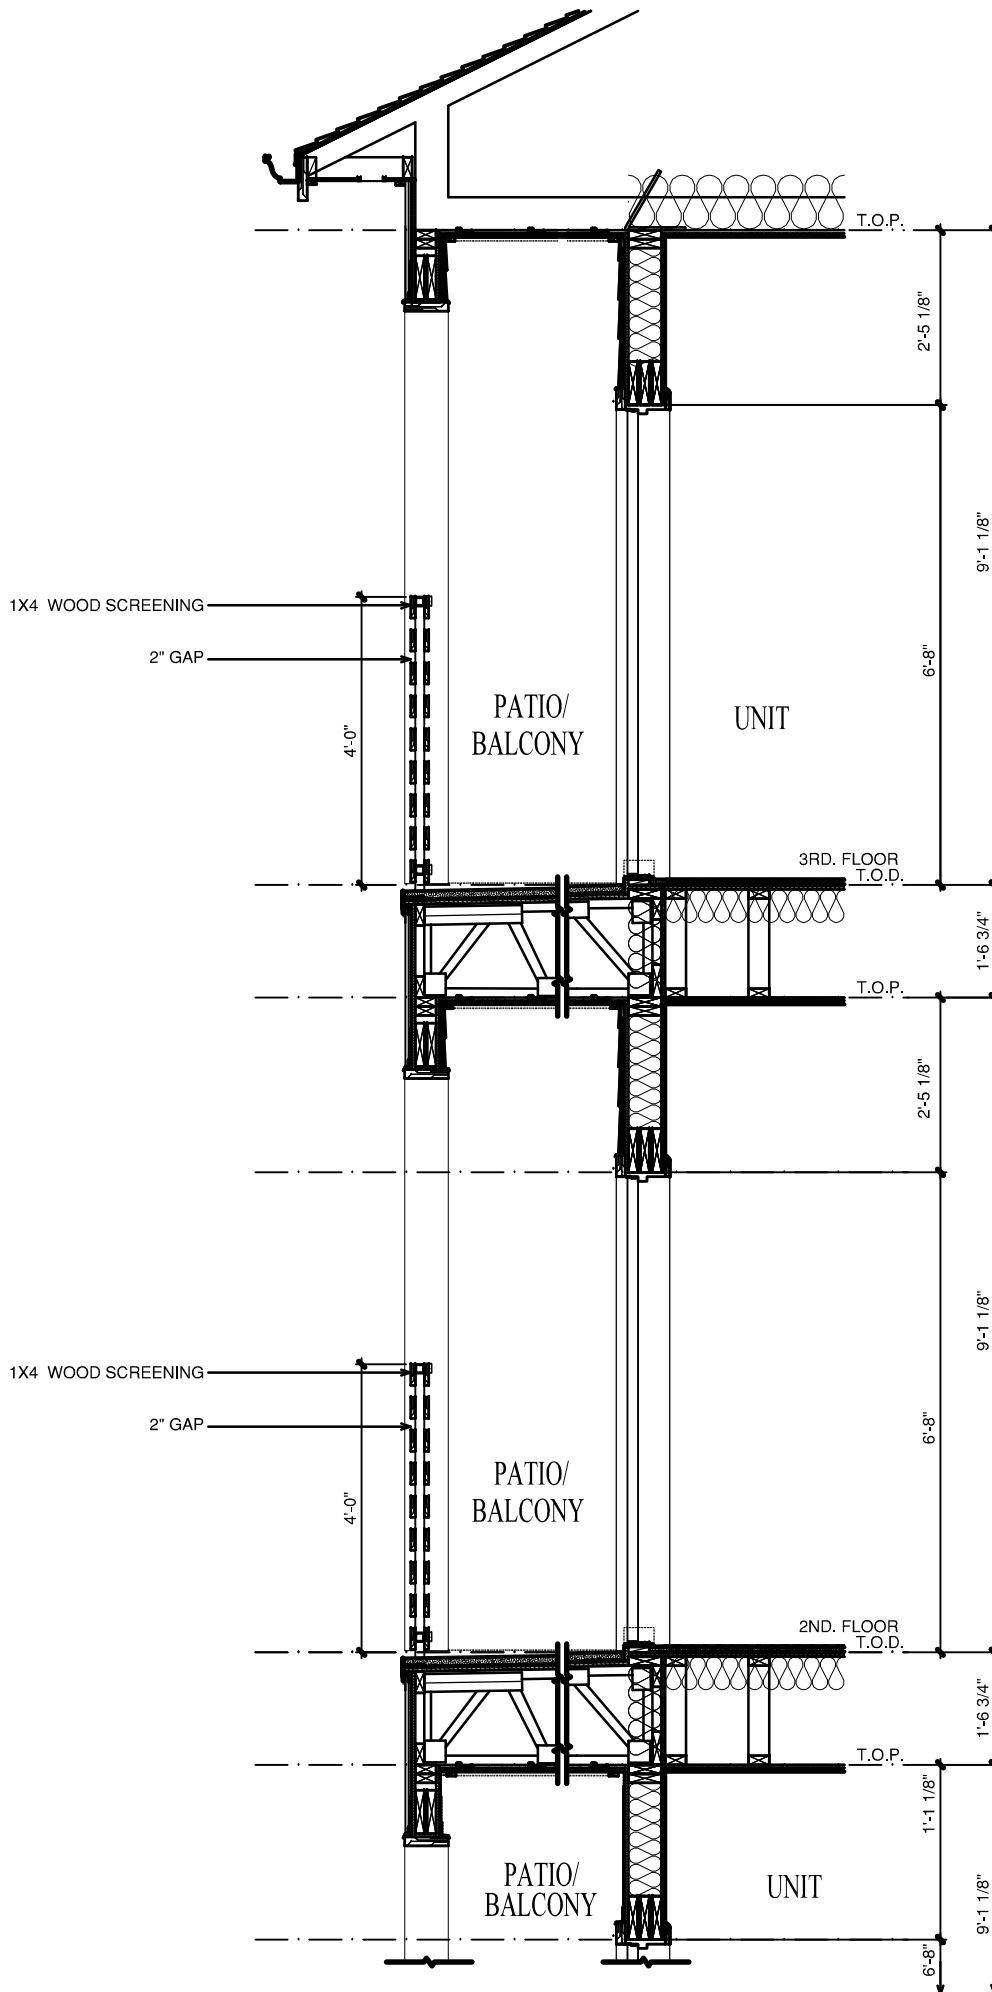 T.O.P.
2'-5 1/8"
9'-1 1/8"
1X4 WOOD SCREENING
2" GAP
6'-8"
4'-0"
PATIO/
BALCONY
UNIT
3RD. FLOOR
T.O.D.
1'-6 3/4"
T.O.P.
2'-5 1/8"
9'-1 1/8"
1X4 WOOD SCREENING
2" GAP
6'-8"
4'-0"
PATIO/
BALCONY
2ND. FLOOR
T.O.D.
1'-6 3/4"
T.O.P.
1'-1 1/8"
PATIO/
BALCONY
UNIT
9'-1 1/8"
6'-8"